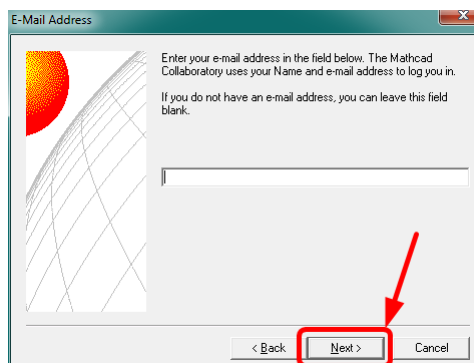 E-Mail Address
Enter your e-mail address in the field below. The Mathcad
Collaboratory uses your Name and e-mail address to log you in.
If you do not have an e-mail address, you can leave this field
blank.
< Back
Next >
Cancel